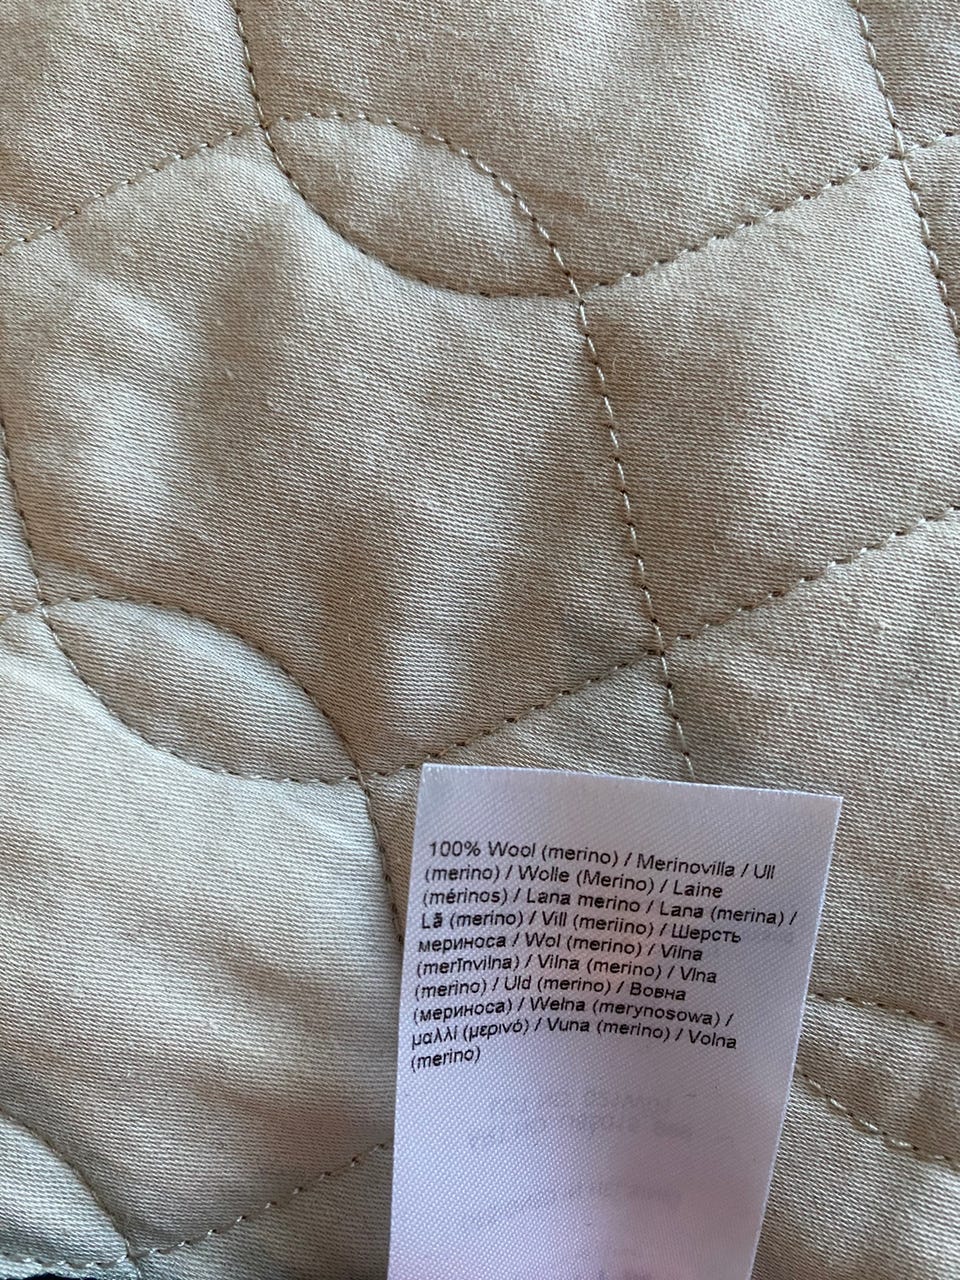 100% Wool (merino) / Merinovilla / Ull
(merino) / Wolle (Merino) / Laine
(mérinos) / Lana merino / Lana (merina) /
Lã (merino) / Vill (meriino) / Шерсть
мериноса / Wol (merino) / Vilna
(merīnvilna) / Vilna (merino) / Vlna
(merino) / Uld (merino) / Вовна
(мериноса) / Wełna (merynosowa) /
μαλλί (μερινό) / Vuna (merino) / Volna
(merino)